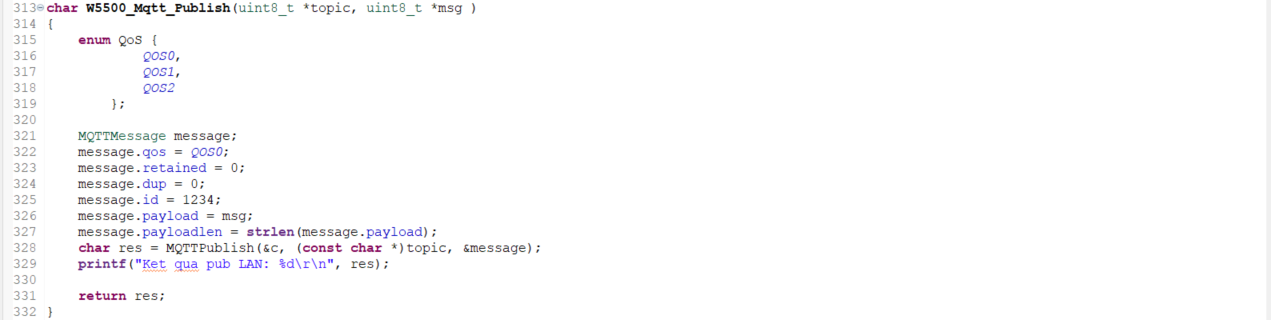 313 char W5500_Mqtt_Publish(uint8_t *topic, uint8_t *msg )
314 {
315     enum QoS {
316             QOS0,
317             QOS1,
318             QOS2
319         };
320
321     MQTTMessage message;
322     message.qos = QOS0;
323     message.retained = 0;
324     message.dup = 0;
325     message.id = 1234;
326     message.payload = msg;
327     message.payloadlen = strlen(message.payload);
328     char res = MQTTPublish(&c, (const char *)topic, &message);
329     printf("Ket qua pub LAN: %d\r\n", res);
330
331     return res;
332 }